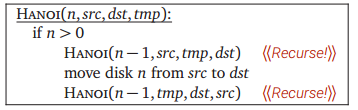 HANOI(n, src, dst, tmp):
if n > 0
HANOI(n − 1, src, tmp, dst) ⟨⟨Recurse!⟩⟩
move disk n from src to dst
HANOI(n − 1, tmp, dst, src) ⟨⟨Recurse!⟩⟩